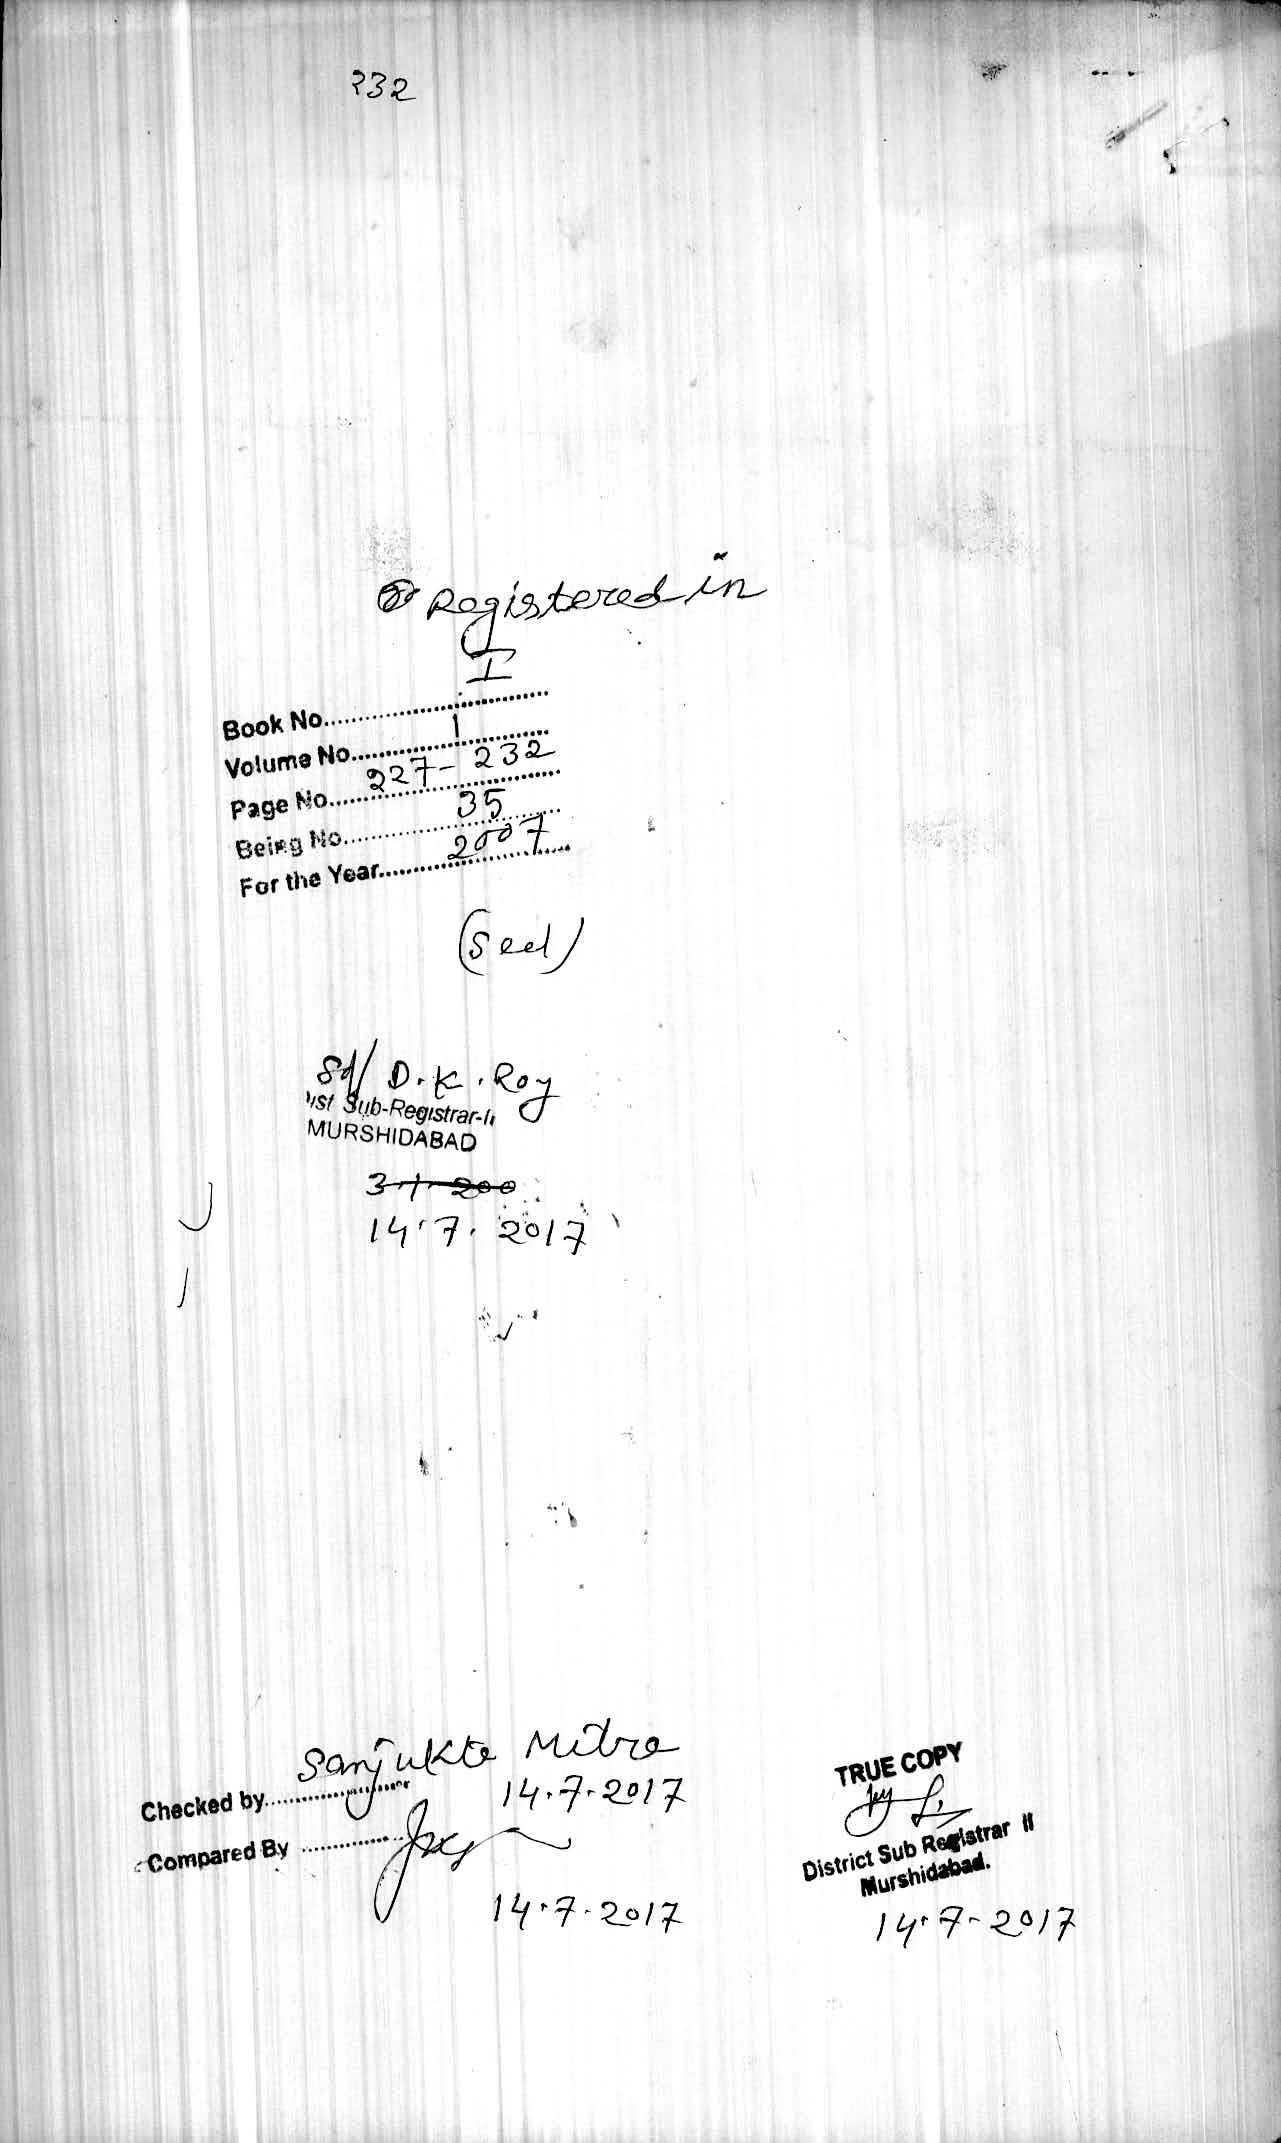 232
Registered in
Book No.......... I
Volume No.......... 1
Page No.......... 227 - 232
Being No.......... 35
For the Year.......... 2007
(Seal)
Sd/ D. K. Roy
Dist Sub-Registrar-II
MURSHIDABAD
3-1-200
14.7.2017
Checked by.......... Sanjukta Mitra
14.7.2017
Compared By ..........
14.7.2017
TRUE COPY
District Sub Registrar II
Murshidabad.
14.7-2017